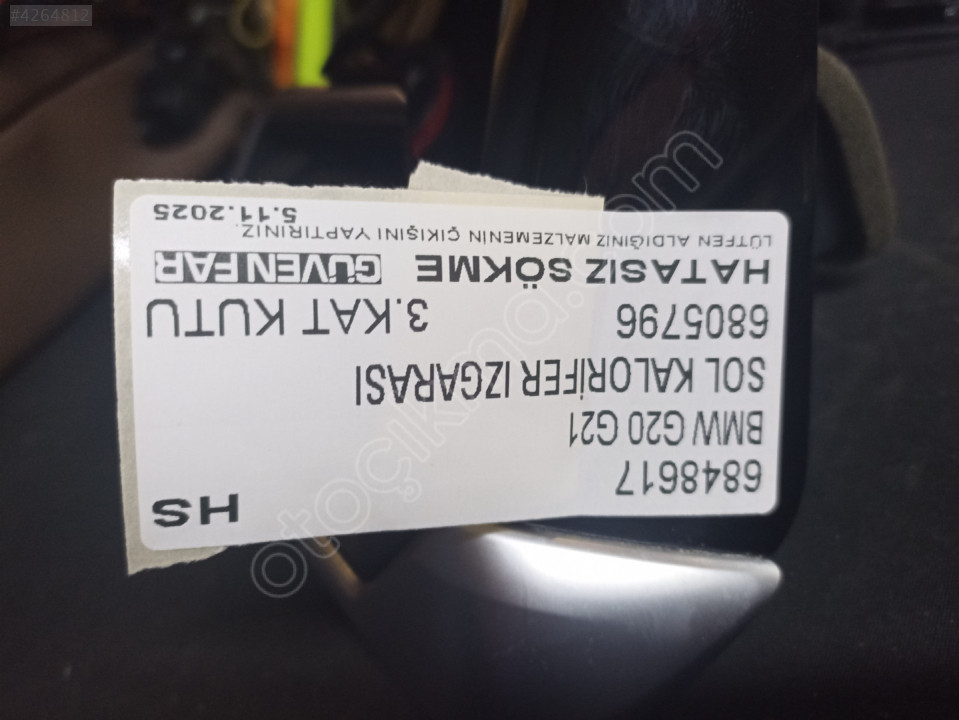 #4264812
HS
6848617
BMW G20 G21
SOL KALORİFER IZGARASI
6805796 3.KAT KUTU
HATASIZ SÖKME GÜVEN FAR
LÜTFEN ALDIĞINIZ MALZEMENİN ÇIKIŞINI YAPTIRINIZ.
5.11.2025
otoçıkma.com